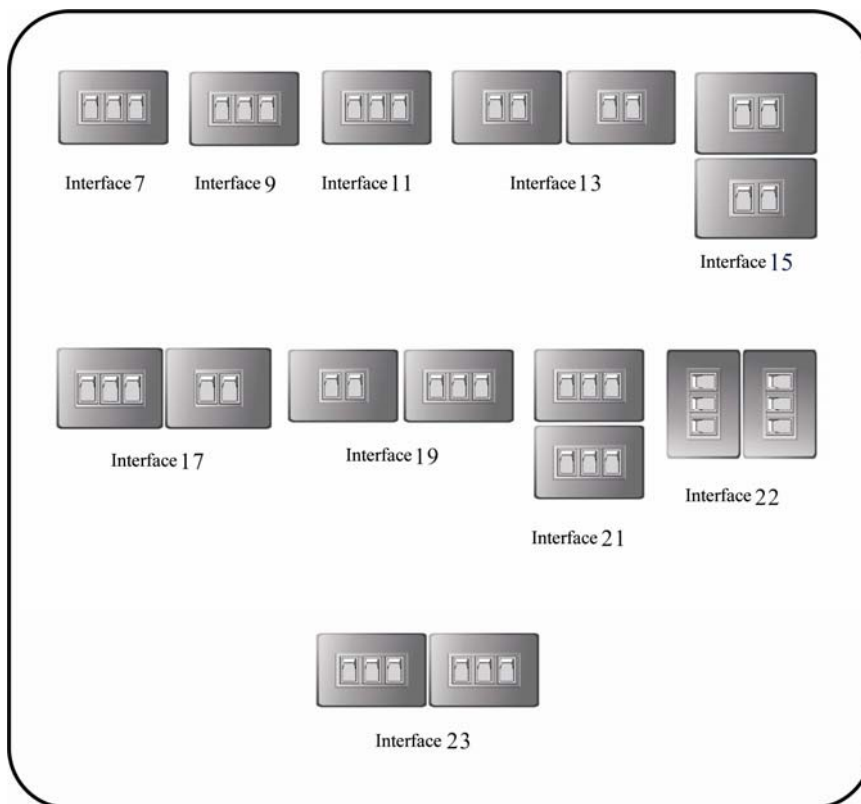 Interface 7
Interface 9
Interface 11
Interface 13
Interface 15
Interface 17
Interface 19
Interface 21
Interface 22
Interface 23